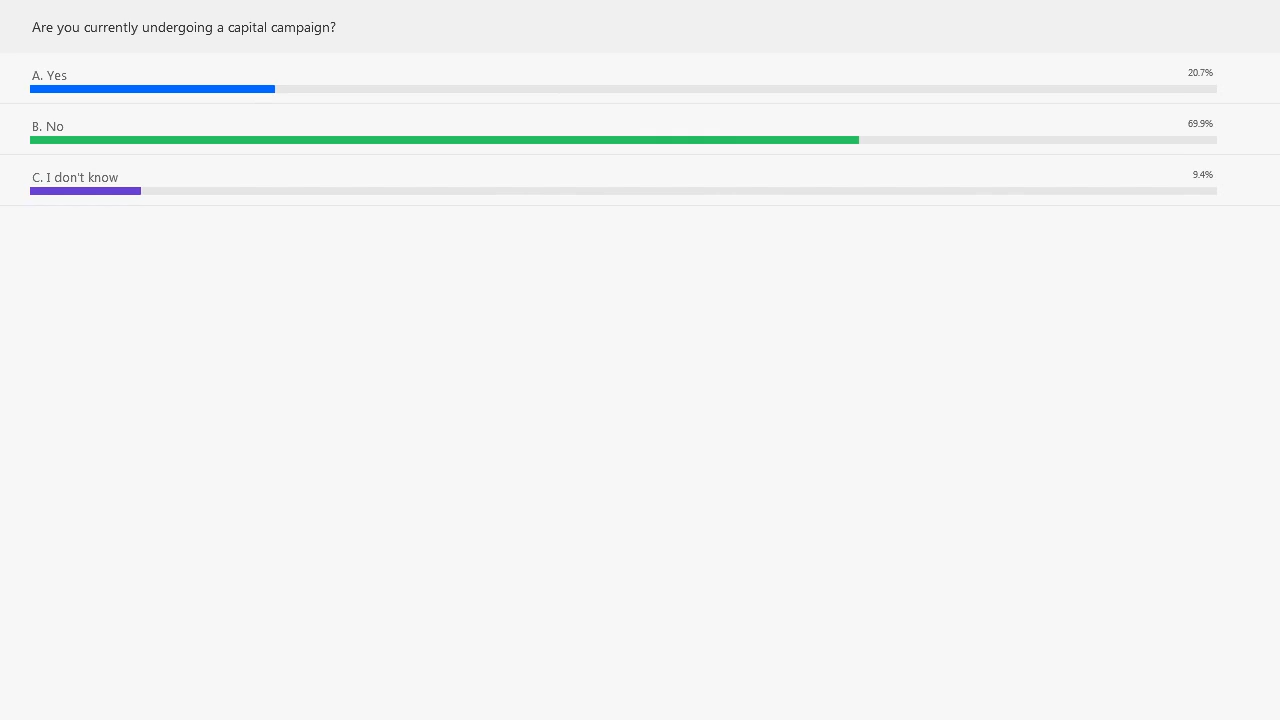 Are you currently undergoing a capital campaign?
A. Yes
20.7%
B. No
69.9%
C. I don't know
9.4%